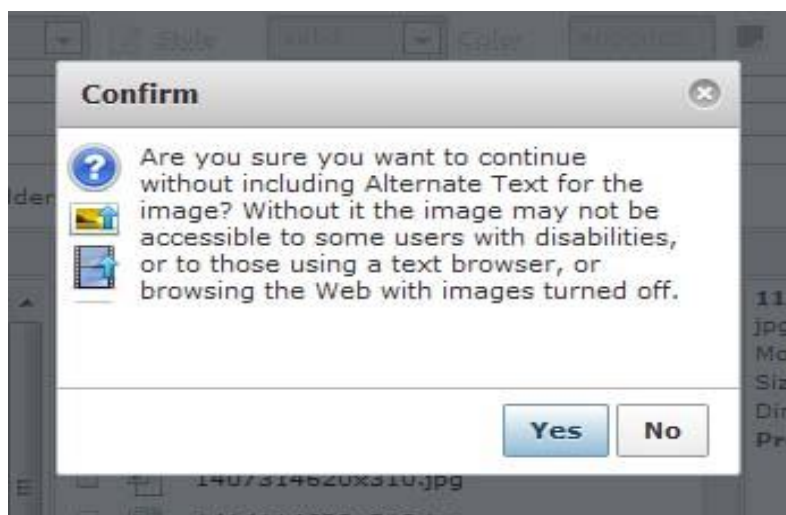 Style
Color
Confirm
Are you sure you want to continue
without including Alternate Text for the
image? Without it the image may not be
accessible to some users with disabilities,
or to those using a text browser, or
browsing the Web with images turned off.
Yes
No
1407314620x310.jpg